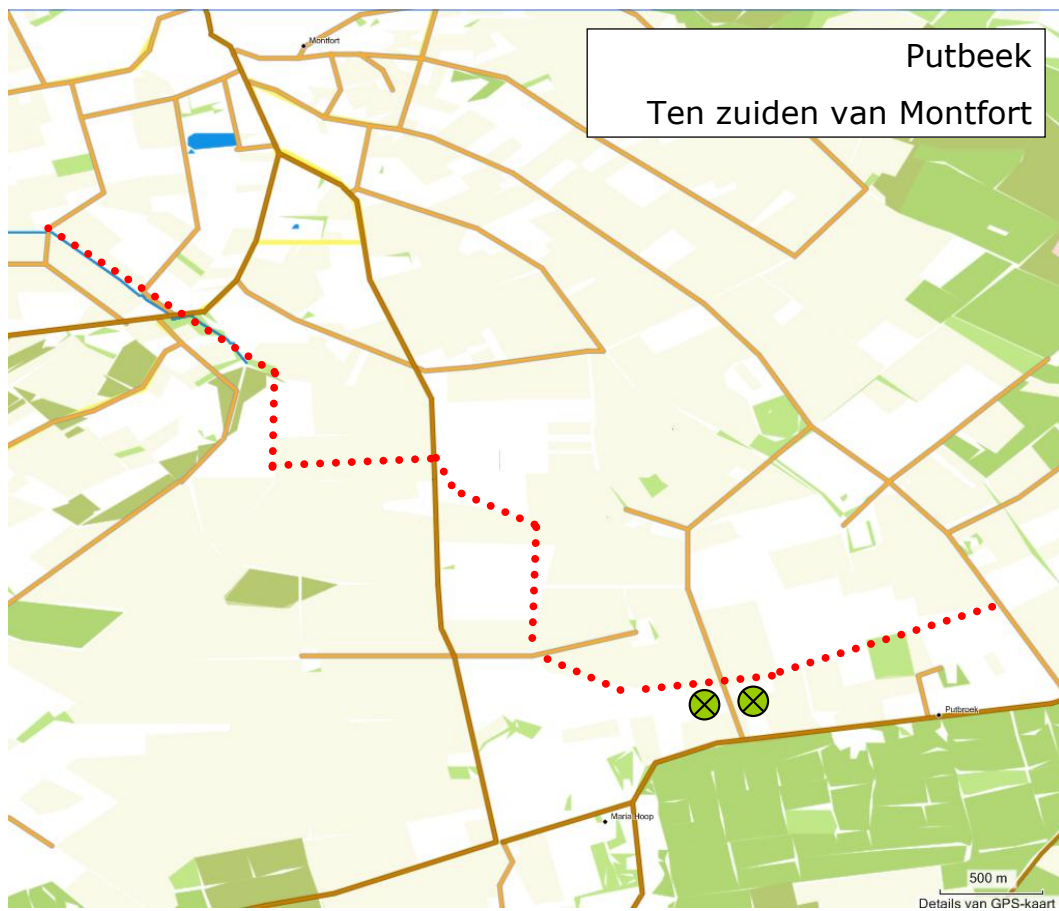 Montfort
Putbeek
Ten zuiden van Montfort
Putbroek
Maria Hoop
500 m
Details van GPS-kaart